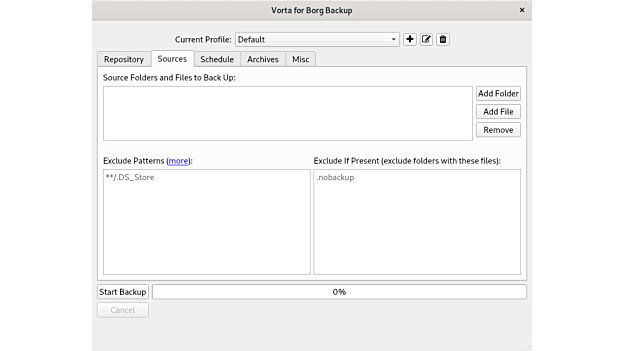 Vorta for Borg Backup
Current Profile: Default
Repository Sources Schedule Archives Misc
Source Folders and Files to Back Up:
Add Folder
Add File
Remove
Exclude Patterns (more): Exclude If Present (exclude folders with these files):
**/.DS_Store .nobackup
Start Backup 0%
Cancel